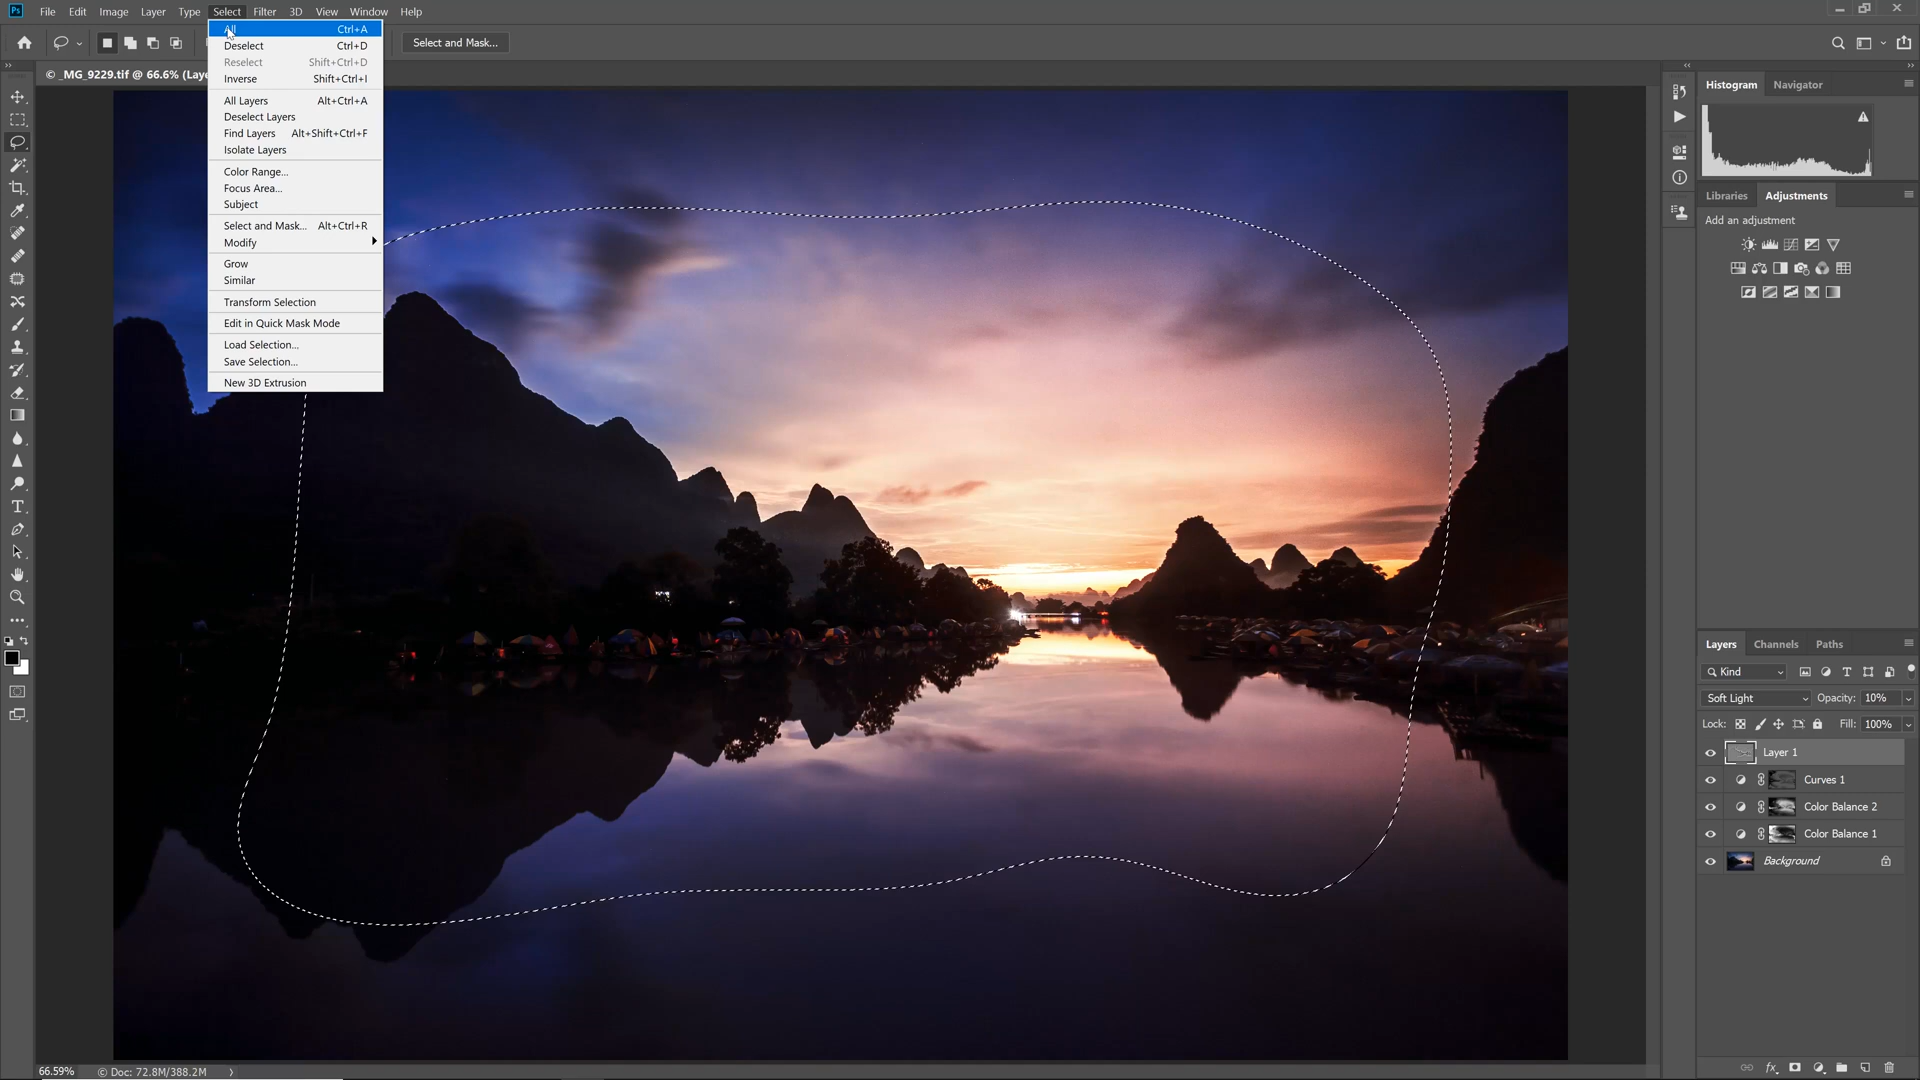 Ps File Edit Image Layer Type Select Filter 3D View Window Help
Select and Mask...
© _MG_9229.tif @ 66.6% (Laye
All Ctrl+A
Deselect Ctrl+D
Reselect Shift+Ctrl+D
Inverse Shift+Ctrl+I
All Layers Alt+Ctrl+A
Deselect Layers
Find Layers Alt+Shift+Ctrl+F
Isolate Layers
Color Range...
Focus Area...
Subject
Select and Mask... Alt+Ctrl+R
Modify
Grow
Similar
Transform Selection
Edit in Quick Mask Mode
Load Selection...
Save Selection...
New 3D Extrusion
Histogram Navigator
Libraries Adjustments
Add an adjustment
Layers Channels Paths
Kind
Soft Light Opacity: 10%
Lock: Fill: 100%
Layer 1
Curves 1
Color Balance 2
Color Balance 1
Background
66.59% © Doc: 72.8M/388.2M